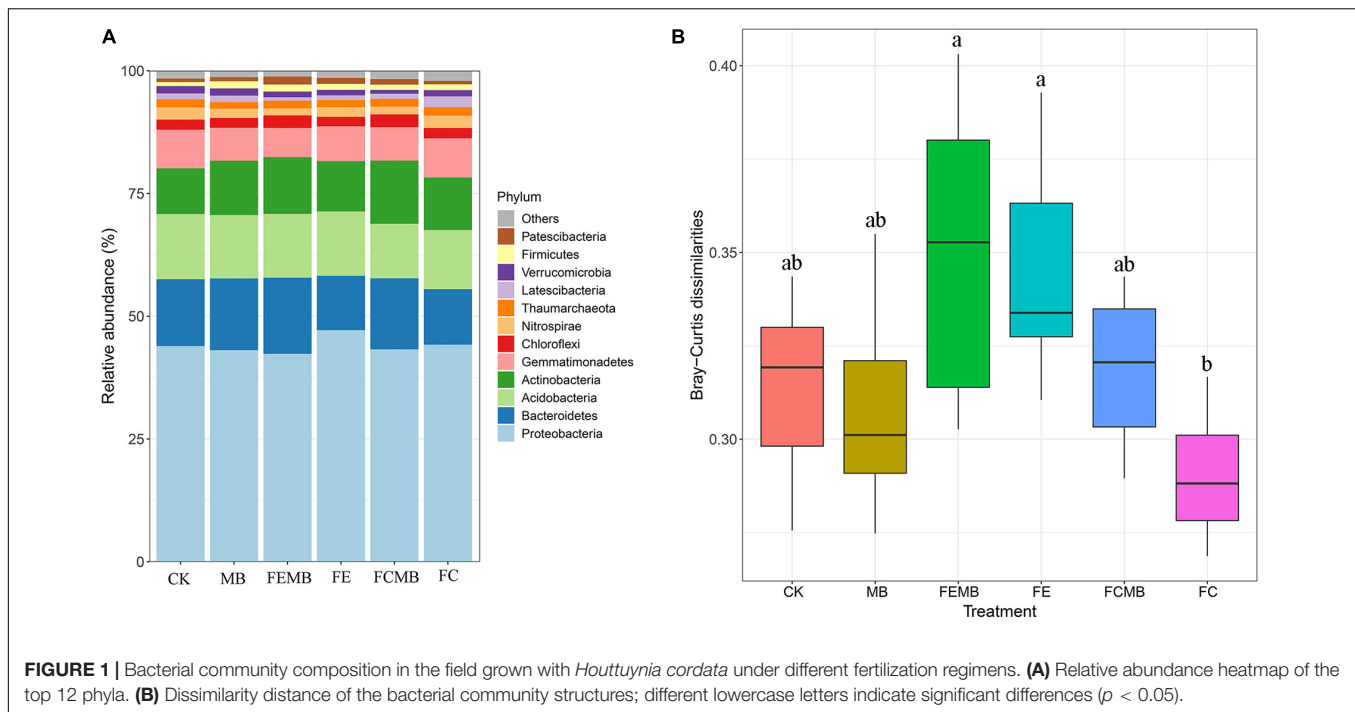 A
Relative abundance (%)
100
75
50
25
0
CK MB FEMB FE FCMB FC
Phylum
Others
Patescibacteria
Firmicutes
Verrucomicrobia
Latescibacteria
Thaumarchaeota
Nitrospirae
Chloroflexi
Gemmatimonadetes
Actinobacteria
Acidobacteria
Bacteroidetes
Proteobacteria
B
Bray-Curtis dissimilarities
0.40
0.35
0.30
ab ab a a ab b
CK MB FEMB FE FCMB FC
Treatment
FIGURE 1 | Bacterial community composition in the field grown with Houttuynia cordata under different fertilization regimens. (A) Relative abundance heatmap of the
top 12 phyla. (B) Dissimilarity distance of the bacterial community structures; different lowercase letters indicate significant differences (p < 0.05).